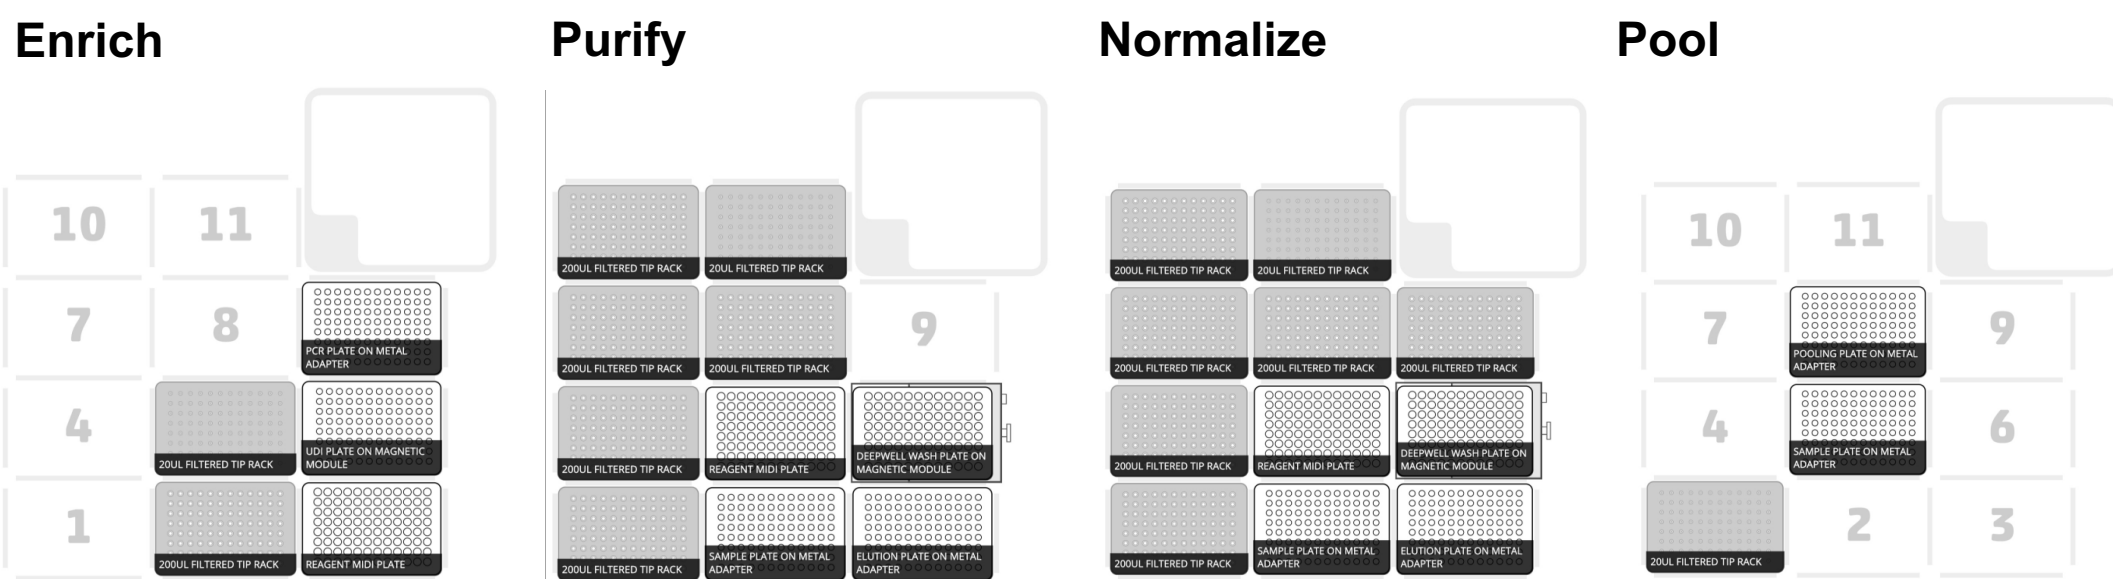 Enrich
10
11
7
8
PCR PLATE ON METAL
ADAPTER
4
20UL FILTERED TIP RACK
UDI PLATE ON MAGNETIC
MODULE
1
200UL FILTERED TIP RACK
REAGENT MIDI PLATE
Purify
200UL FILTERED TIP RACK
20UL FILTERED TIP RACK
200UL FILTERED TIP RACK
200UL FILTERED TIP RACK
9
200UL FILTERED TIP RACK
REAGENT MIDI PLATE
DEEPWELL WASH PLATE ON
MAGNETIC MODULE
200UL FILTERED TIP RACK
SAMPLE PLATE ON METAL
ADAPTER
ELUTION PLATE ON METAL
ADAPTER
Normalize
200UL FILTERED TIP RACK
20UL FILTERED TIP RACK
200UL FILTERED TIP RACK
200UL FILTERED TIP RACK
200UL FILTERED TIP RACK
200UL FILTERED TIP RACK
REAGENT MIDI PLATE
DEEPWELL WASH PLATE ON
MAGNETIC MODULE
200UL FILTERED TIP RACK
SAMPLE PLATE ON METAL
ADAPTER
ELUTION PLATE ON METAL
ADAPTER
Pool
10
11
7
POOLING PLATE ON METAL
ADAPTER
9
4
SAMPLE PLATE ON METAL
ADAPTER
6
20UL FILTERED TIP RACK
2
3